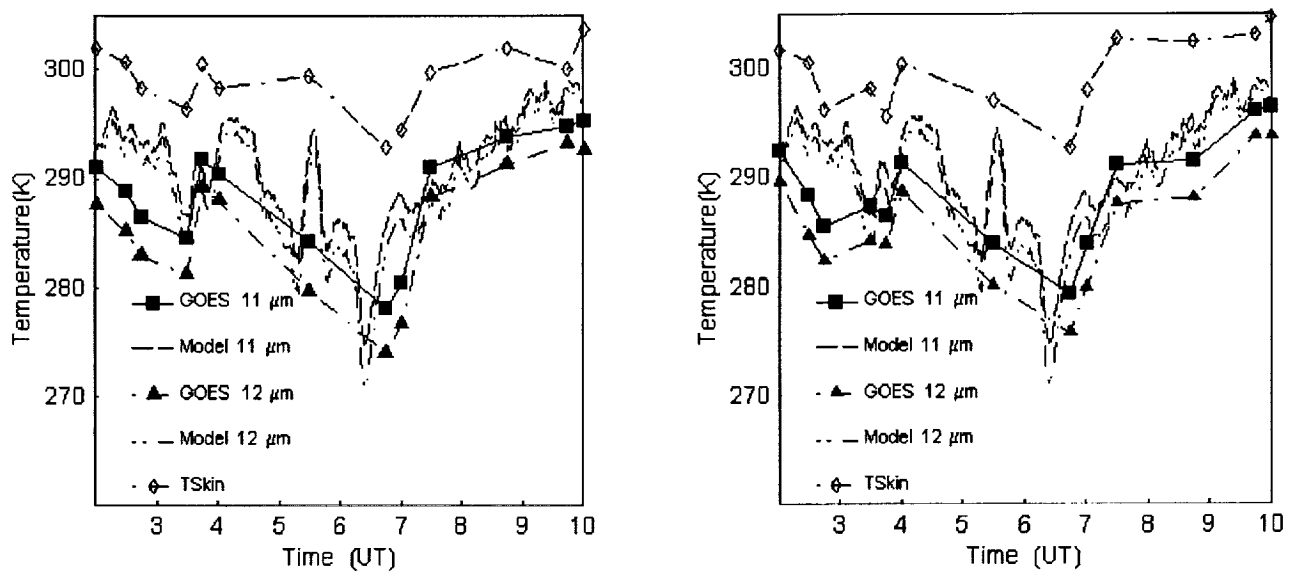 Temperature(K)
300
290
280
270
GOES 11 μm
Model 11 μm
GOES 12 μm
Model 12 μm
TSkin
3 4 5 6 7 8 9 10
Time (UT)
Temperature(K)
300
290
280
270
GOES 11 μm
Model 11 μm
GOES 12 μm
Model 12 μm
TSkin
3 4 5 6 7 8 9 10
Time (UT)